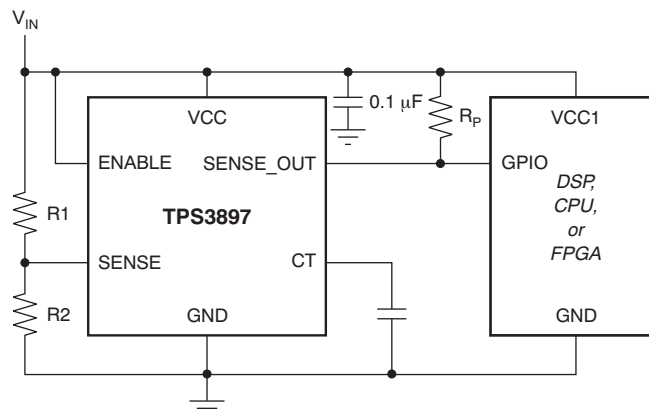 V_IN
VCC
0.1 μF
R_P
VCC1
ENABLE
SENSE_OUT
GPIO
DSP,
CPU,
or
FPGA
R1
TPS3897
SENSE
CT
R2
GND
GND